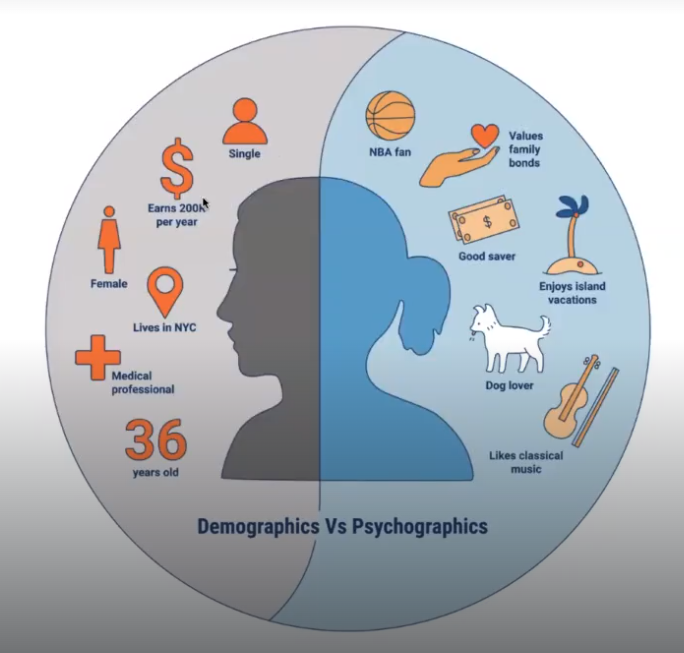 Single
Earns 200K
per year
Female
Lives in NYC
Medical
professional
36
years old
NBA fan
Values
family
bonds
$
Good saver
Enjoys island
vacations
Dog lover
Likes classical
music
Demographics Vs Psychographics